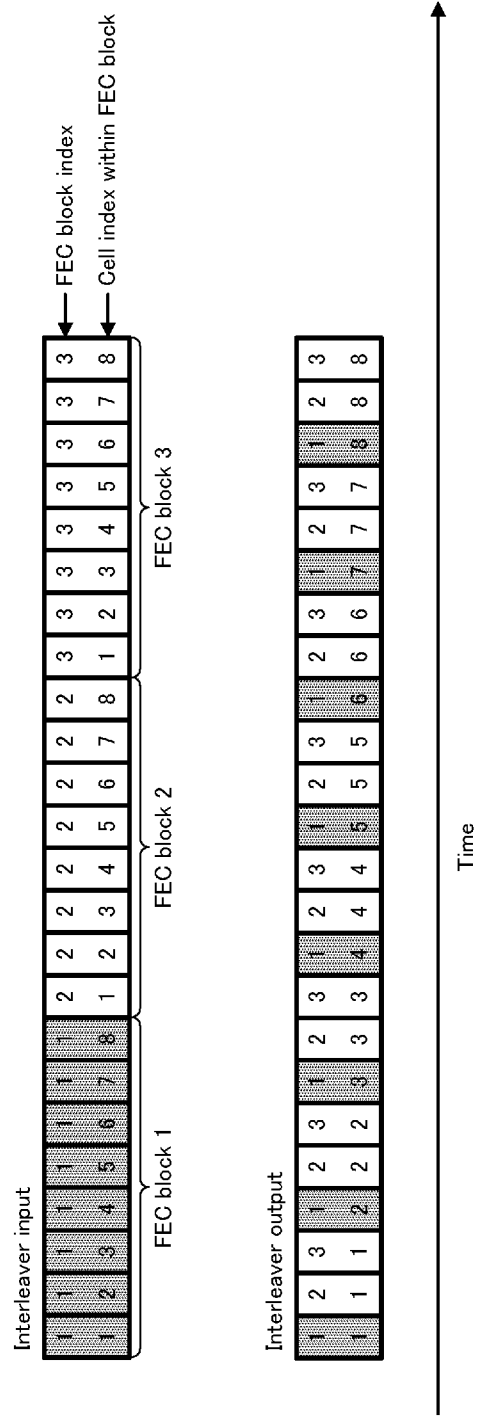 Interleaver input
1 1 1 1 1 1 1 1 2 2 2 2 2 2 2 2 3 3 3 3 3 3 3 3
FEC block index
1 2 3 4 5 6 7 8 1 2 3 4 5 6 7 8 1 2 3 4 5 6 7 8
Cell index within FEC block
FEC block 1
FEC block 2
FEC block 3
Interleaver output
1 2 3 1 2 3 1 2 3 1 2 3 1 2 3 1 2 3 1 2 3 1 2 3
1 1 1 2 2 2 3 3 3 4 4 4 5 5 5 6 6 6 7 7 7 8 8 8
Time